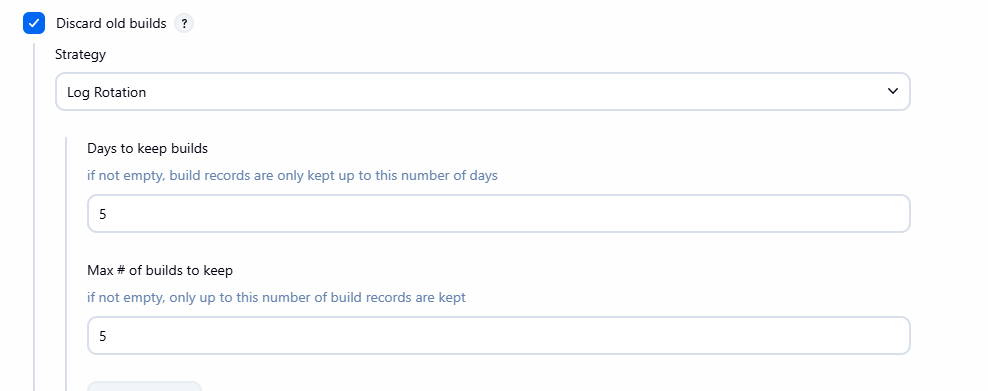 Discard old builds ?
Strategy
Log Rotation
Days to keep builds
if not empty, build records are only kept up to this number of days
5
Max # of builds to keep
if not empty, only up to this number of build records are kept
5